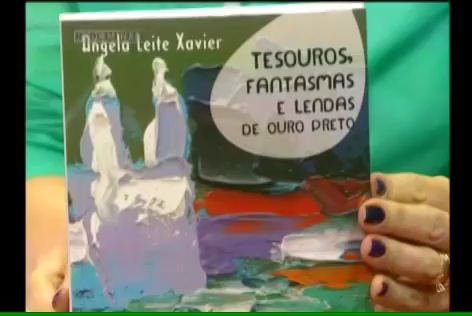 Angela Leite Xavier
TESOUROS,
FANTASMAS
E LENDAS
DE OURO PRETO